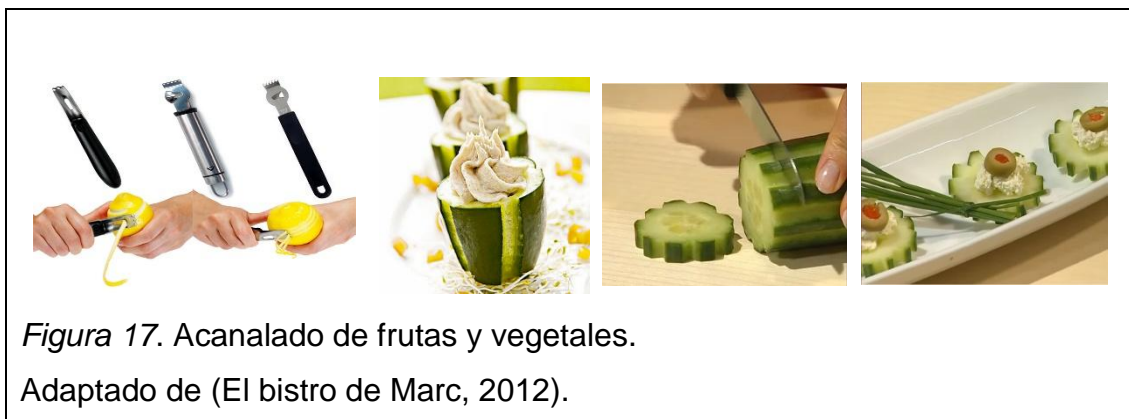 Figura 17. Acanalado de frutas y vegetales.
Adaptado de (El bistro de Marc, 2012).